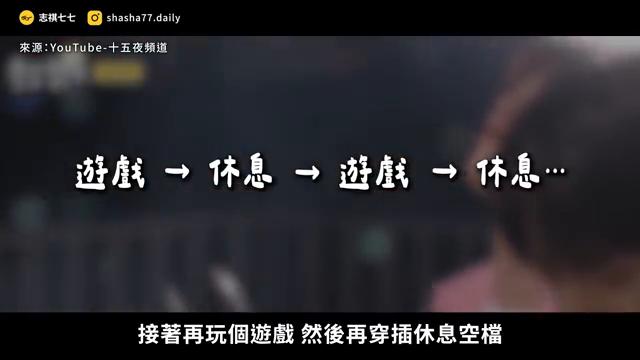 志祺七七 shasha77.daily
來源：YouTube-十五夜頻道
遊戲 → 休息 → 遊戲 → 休息…
接著再玩個遊戲 然後再穿插休息空檔